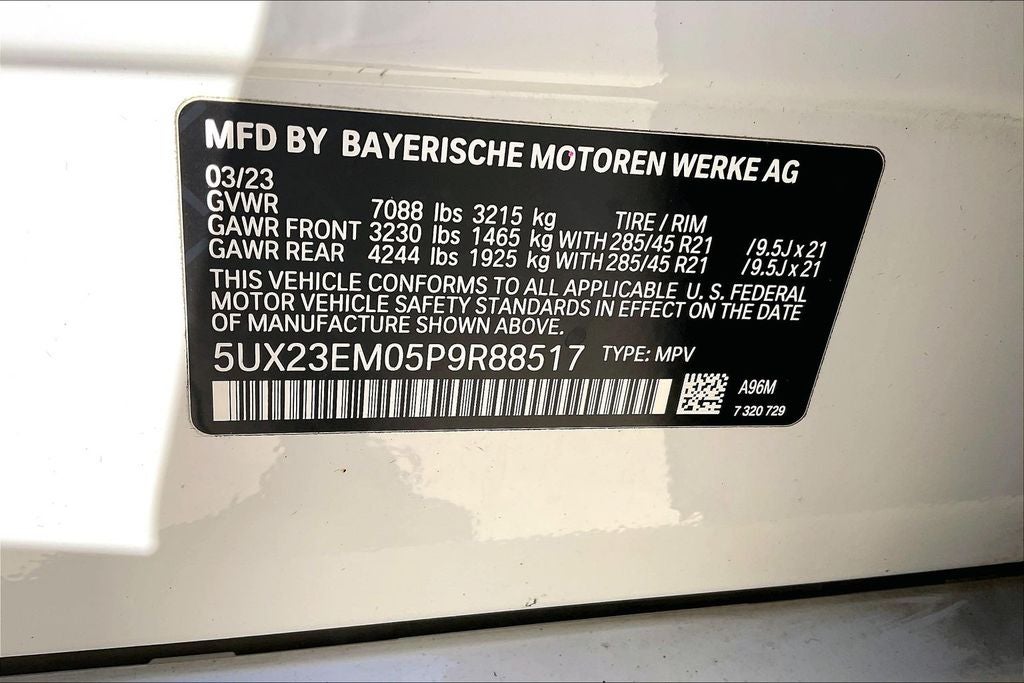 MFD BY BAYERISCHE MOTOREN WERKE AG
03/23
GVWR 7088 lbs 3215 kg TIRE / RIM
GAWR FRONT 3230 lbs 1465 kg WITH 285/45 R21 /9.5J x 21
GAWR REAR 4244 lbs 1925 kg WITH 285/45 R21 /9.5J x 21
THIS VEHICLE CONFORMS TO ALL APPLICABLE U. S. FEDERAL
MOTOR VEHICLE SAFETY STANDARDS IN EFFECT ON THE DATE
OF MANUFACTURE SHOWN ABOVE.
5UX23EM05P9R88517 TYPE: MPV
A96M
7 320 729